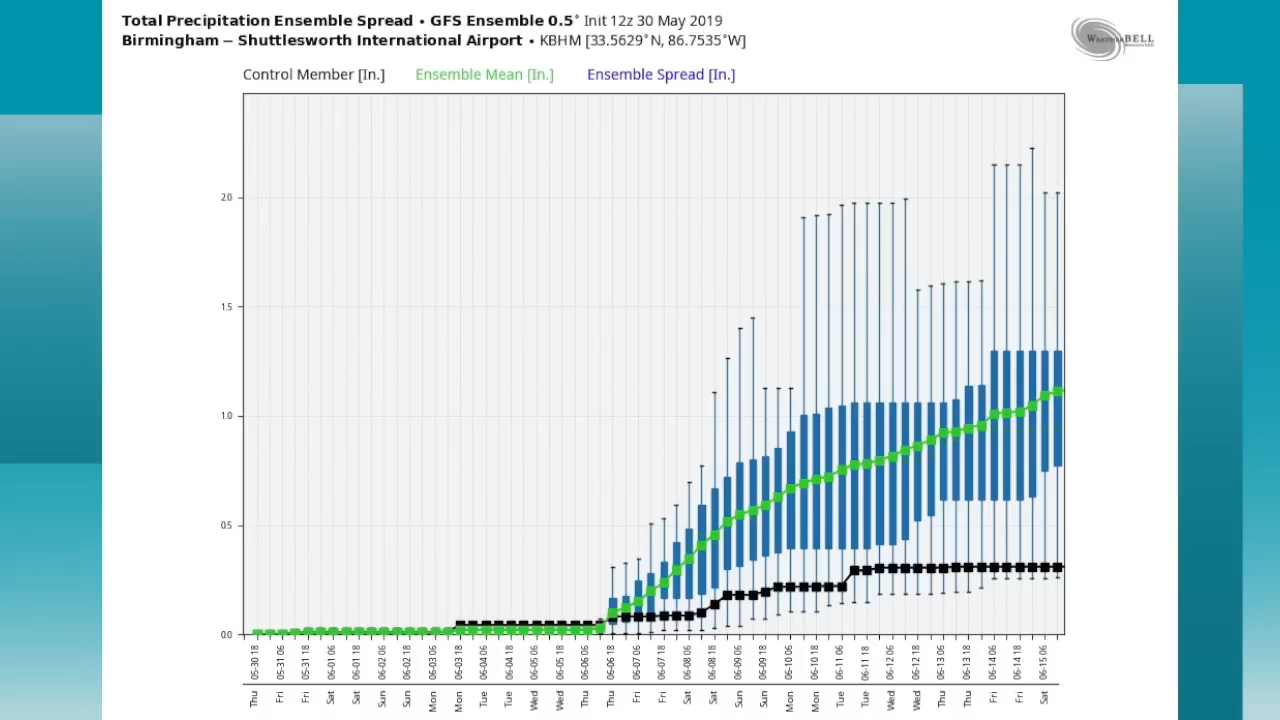 Total Precipitation Ensemble Spread • GFS Ensemble 0.5° Init 12z 30 May 2019
Birmingham – Shuttlesworth International Airport • KBHM [33.5629°N, 86.7535°W]
WeatherBELL
Control Member [In.] Ensemble Mean [In.] Ensemble Spread [In.]
2.0
1.5
1.0
0.5
0.0
Thu 05-30 18
Fri 05-31 06
Fri 05-31 18
Sat 06-01 06
Sat 06-01 18
Sun 06-02 06
Sun 06-02 18
Mon 06-03 06
Mon 06-03 18
Tue 06-04 06
Tue 06-04 18
Wed 06-05 06
Wed 06-05 18
Thu 06-06 06
Thu 06-06 18
Fri 06-07 06
Fri 06-07 18
Sat 06-08 06
Sat 06-08 18
Sun 06-09 06
Sun 06-09 18
Mon 06-10 06
Mon 06-10 18
Tue 06-11 06
Tue 06-11 18
Wed 06-12 06
Wed 06-12 18
Thu 06-13 06
Thu 06-13 18
Fri 06-14 06
Fri 06-14 18
Sat 06-15 06